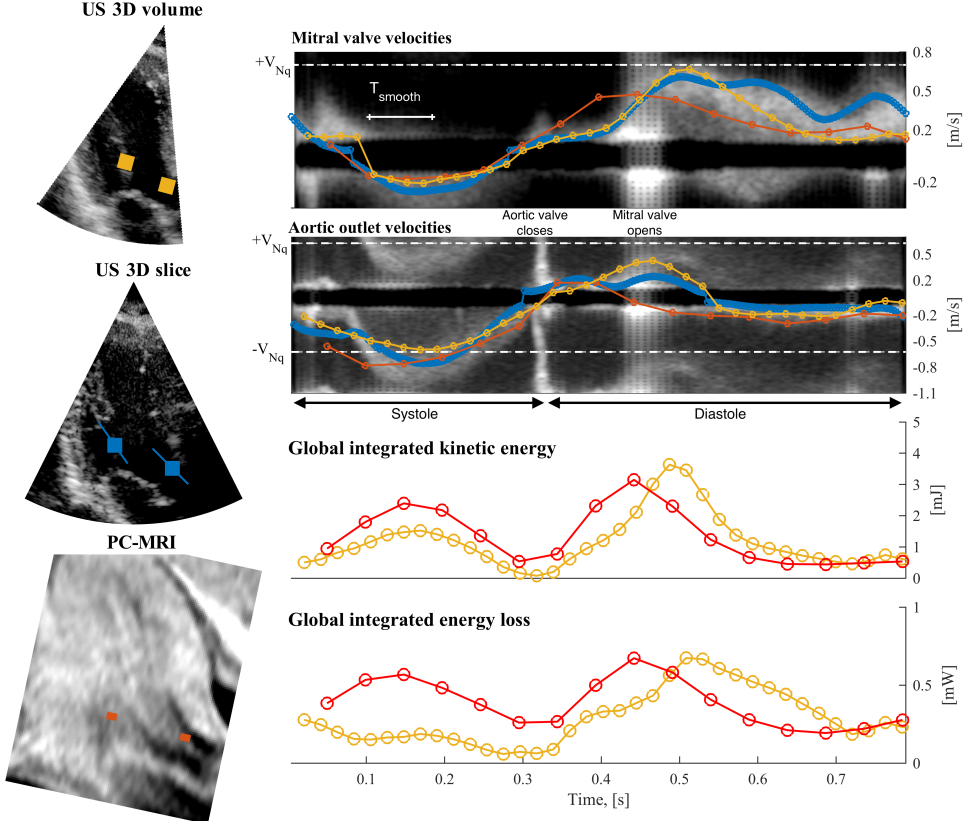 US 3D volume
Mitral valve velocities
+V_Nq
T_smooth
0.8
0.5
0.2
-0.2
[m/s]
Aortic outlet velocities
Aortic valve
closes
Mitral valve
opens
+V_Nq
-V_Nq
0.5
0.2
-0.2
-0.5
-0.8
-1.1
[m/s]
Systole
Diastole
US 3D slice
Global integrated kinetic energy
5
4
3
2
1
0
[mJ]
PC-MRI
Global integrated energy loss
1
0.5
0
[mW]
0.1
0.2
0.3
0.4
0.5
0.6
0.7
Time, [s]